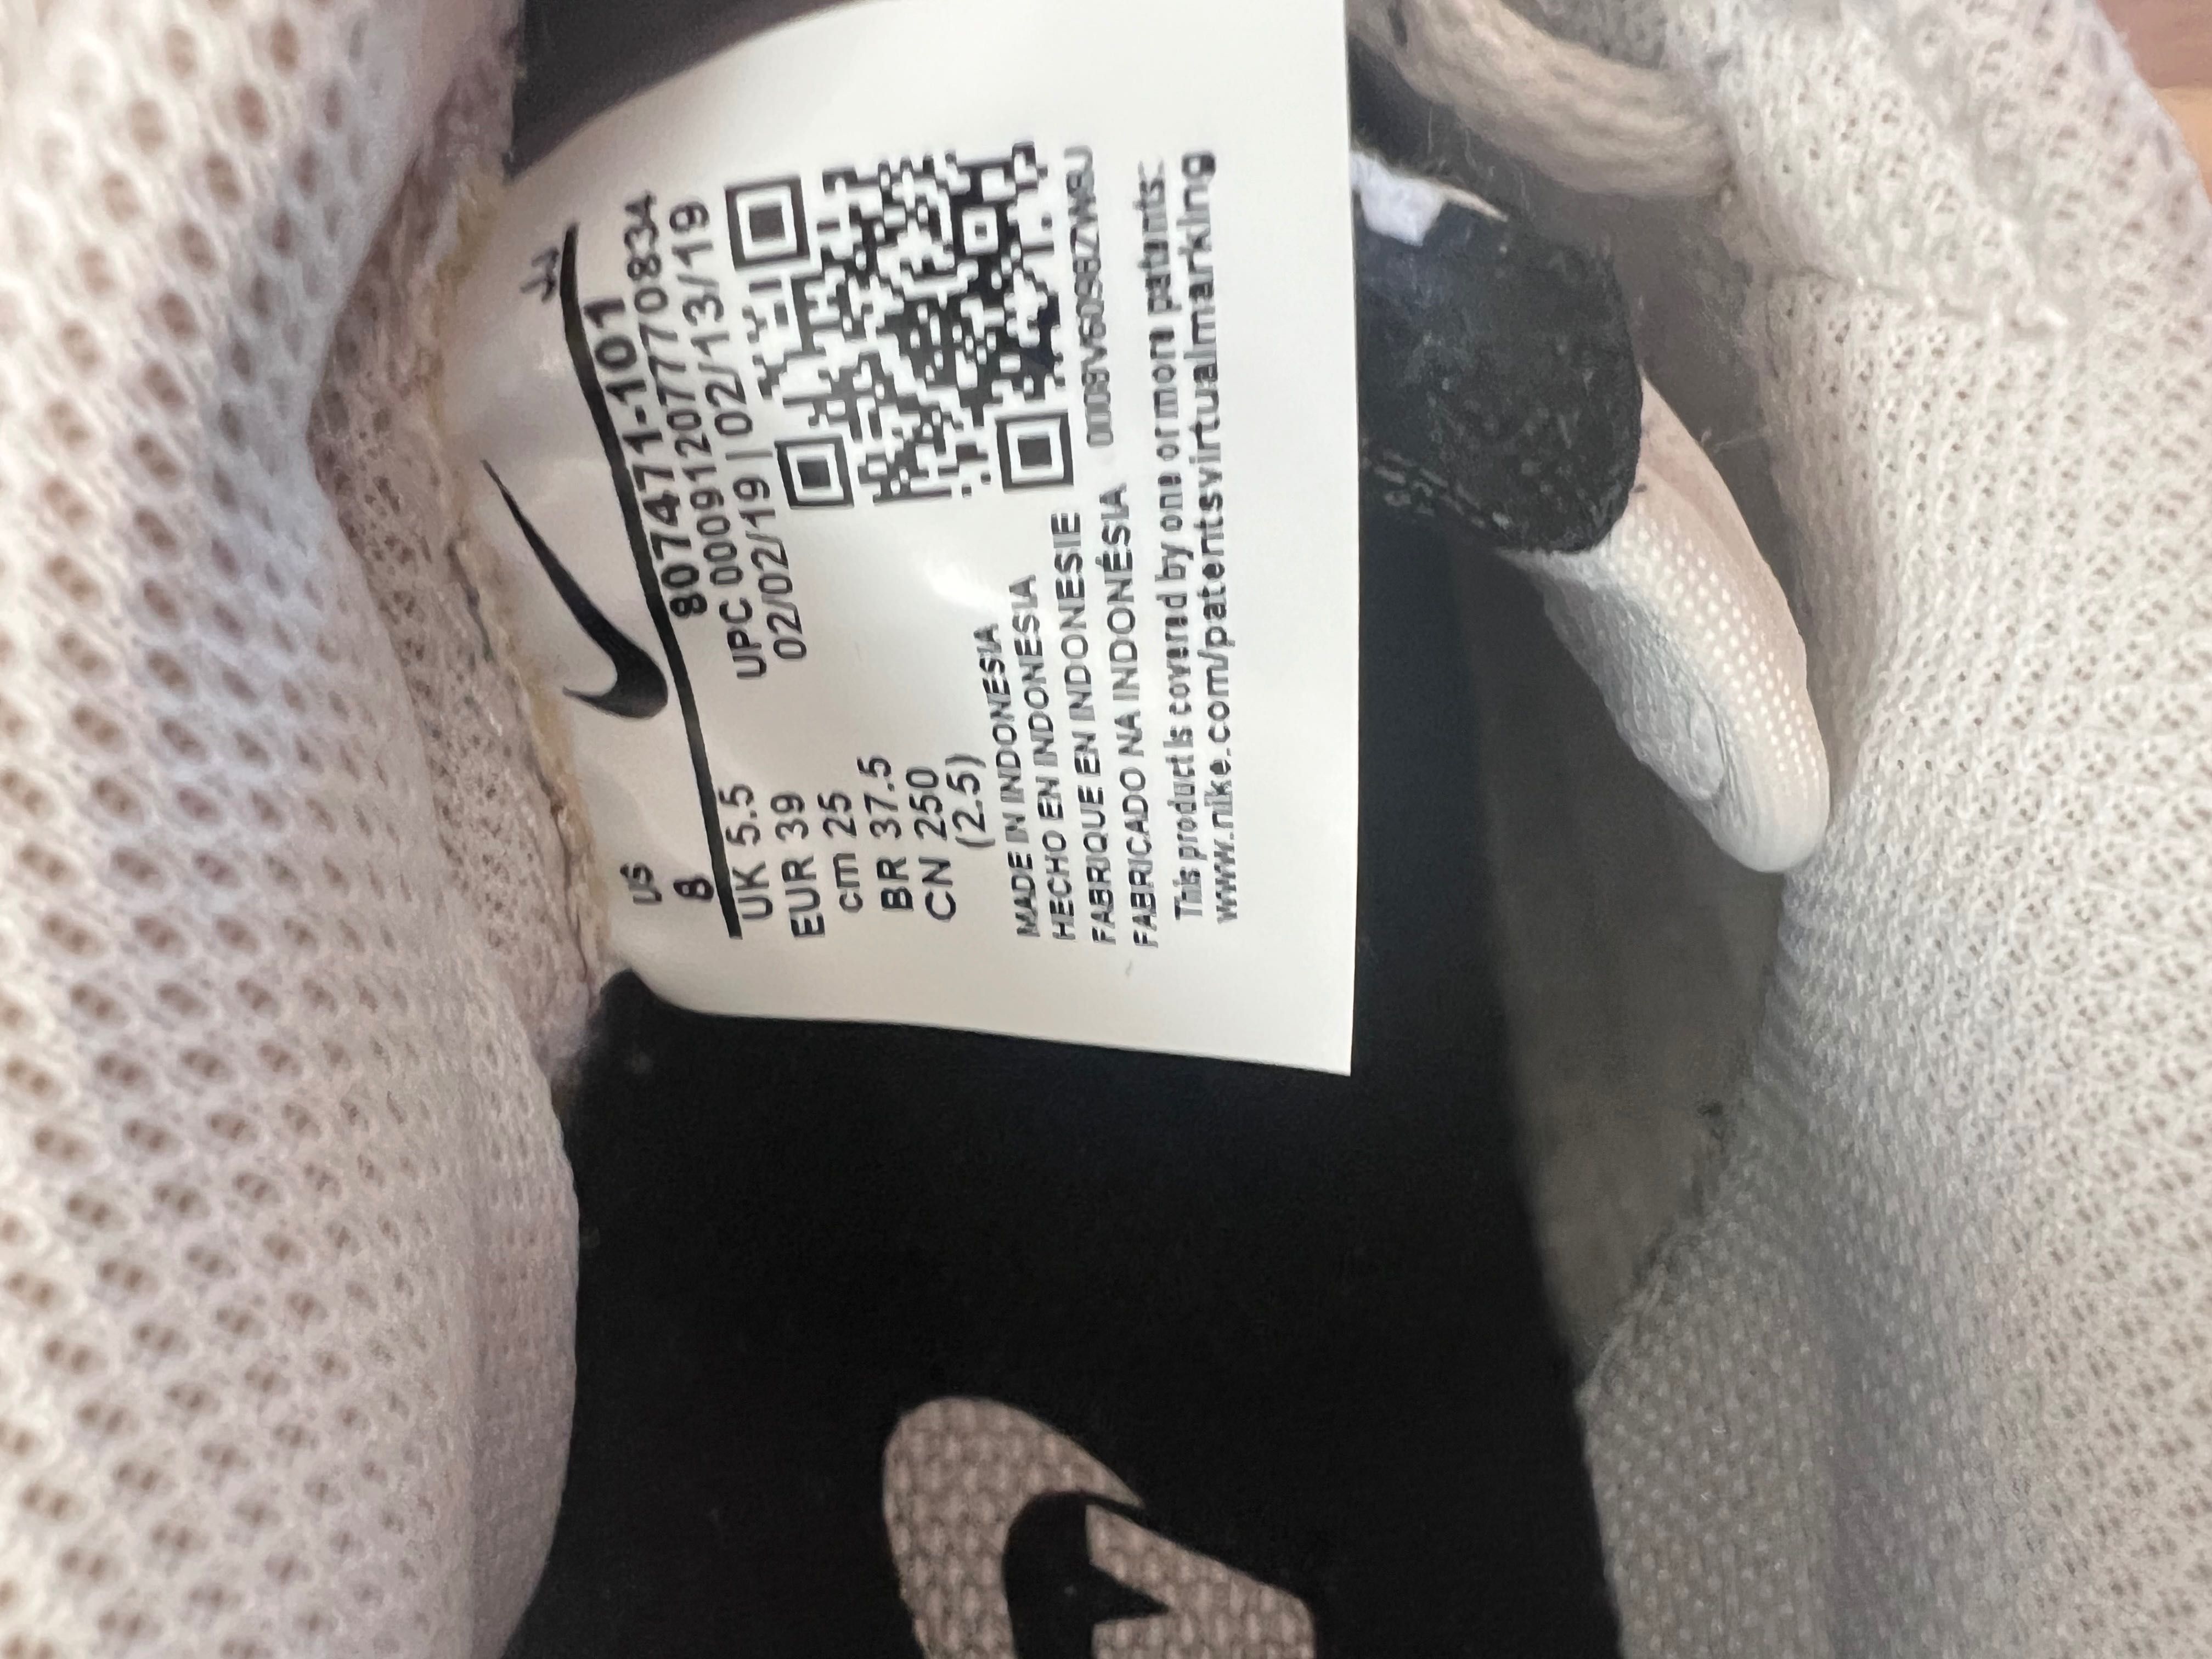 US
8
JJ
UK 5.5
EUR 39
cm 25
BR 37.5
CN 250
(2.5)
807471-101
UPC 00091207770834
02/02/19 | 02/13/19
MADE IN INDONESIA
HECHO EN INDONESIA
FABRIQUE EN INDONESIE
FABRICADO NA INDONÉSIA
This product is covered by one or more patents:
www.nike.com/patentsvirtualmarking